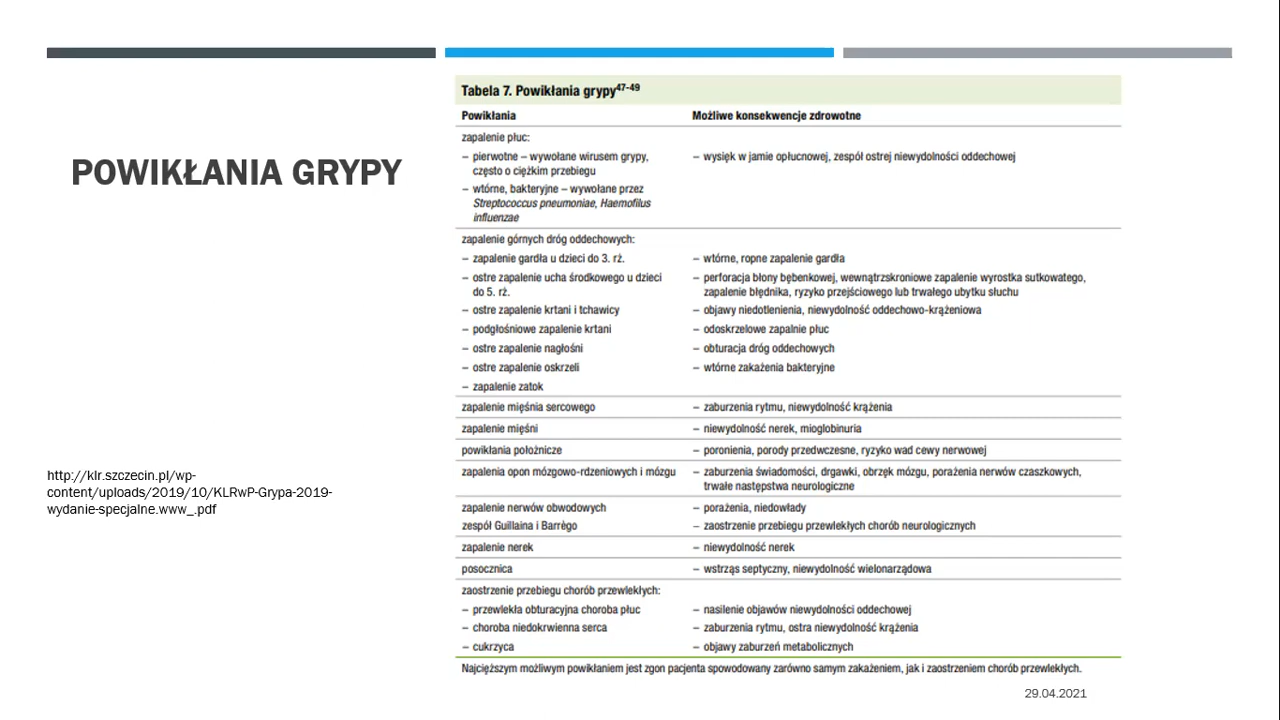 POWIKŁANIA GRYPY
http://klr.szczecin.pl/wp-
content/uploads/2019/10/KLRwP-Grypa-2019-
wydanie-specjalne.www_.pdf
Tabela 7. Powikłania grypy47-49
Powikłania Możliwe konsekwencje zdrowotne
zapalenie płuc:
– pierwotne – wywołane wirusem grypy, – wysięk w jamie opłucnowej, zespół ostrej niewydolności oddechowej
często o ciężkim przebiegu
– wtórne, bakteryjne – wywołane przez
Streptococcus pneumoniae, Haemofilus
influenzae
zapalenie górnych dróg oddechowych:
– zapalenie gardła u dzieci do 3. rż. – wtórne, ropne zapalenie gardła
– ostre zapalenie ucha środkowego u dzieci – perforacja błony bębenkowej, wewnątrzskroniowe zapalenie wyrostka sutkowatego,
do 5. rż. zapalenie błędnika, ryzyko przejściowego lub trwałego ubytku słuchu
– ostre zapalenie krtani i tchawicy – objawy niedotlenienia, niewydolność oddechowo-krążeniowa
– podgłośniowe zapalenie krtani – odoskrzelowe zapalnie płuc
– ostre zapalenie nagłośni – obturacja dróg oddechowych
– ostre zapalenie oskrzeli – wtórne zakażenia bakteryjne
– zapalenie zatok
zapalenie mięśnia sercowego – zaburzenia rytmu, niewydolność krążenia
zapalenie mięśni – niewydolność nerek, mioglobinuria
powikłania położnicze – poronienia, porody przedwczesne, ryzyko wad cewy nerwowej
zapalenia opon mózgowo-rdzeniowych i mózgu – zaburzenia świadomości, drgawki, obrzęk mózgu, porażenia nerwów czaszkowych,
trwałe następstwa neurologiczne
zapalenie nerwów obwodowych – porażenia, niedowłady
zespół Guillaina i Barrègo – zaostrzenie przebiegu przewlekłych chorób neurologicznych
zapalenie nerek – niewydolność nerek
posocznica – wstrząs septyczny, niewydolność wielonarządowa
zaostrzenie przebiegu chorób przewlekłych:
– przewlekła obturacyjna choroba płuc – nasilenie objawów niewydolności oddechowej
– choroba niedokrwienna serca – zaburzenia rytmu, ostra niewydolność krążenia
– cukrzyca – objawy zaburzeń metabolicznych
Najcięższym możliwym powikłaniem jest zgon pacjenta spowodowany zarówno samym zakażeniem, jak i zaostrzeniem chorób przewlekłych.
29.04.2021